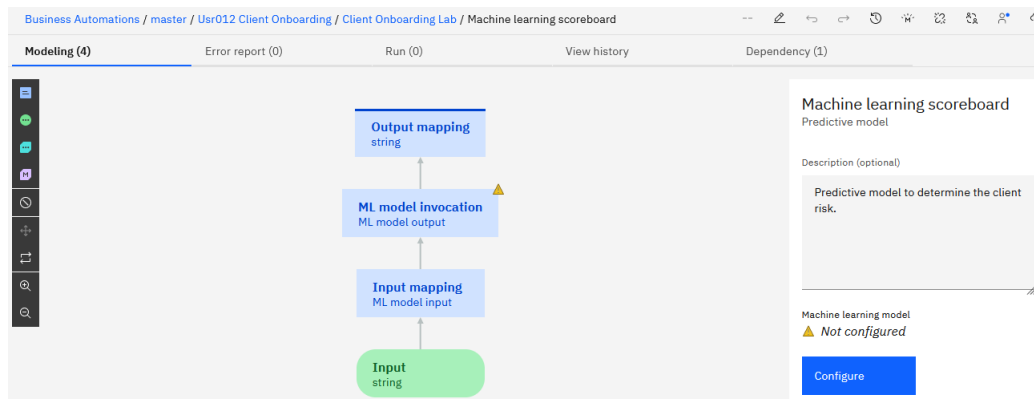 Business Automations / master / Usr012 Client Onboarding / Client Onboarding Lab / Machine learning scoreboard
--
Modeling (4)
Error report (0)
Run (0)
View history
Dependency (1)
Output mapping
string
ML model invocation
ML model output
Input mapping
ML model input
Input
string
Machine learning scoreboard
Predictive model
Description (optional)
Predictive model to determine the client
risk.
Machine learning model
Not configured
Configure